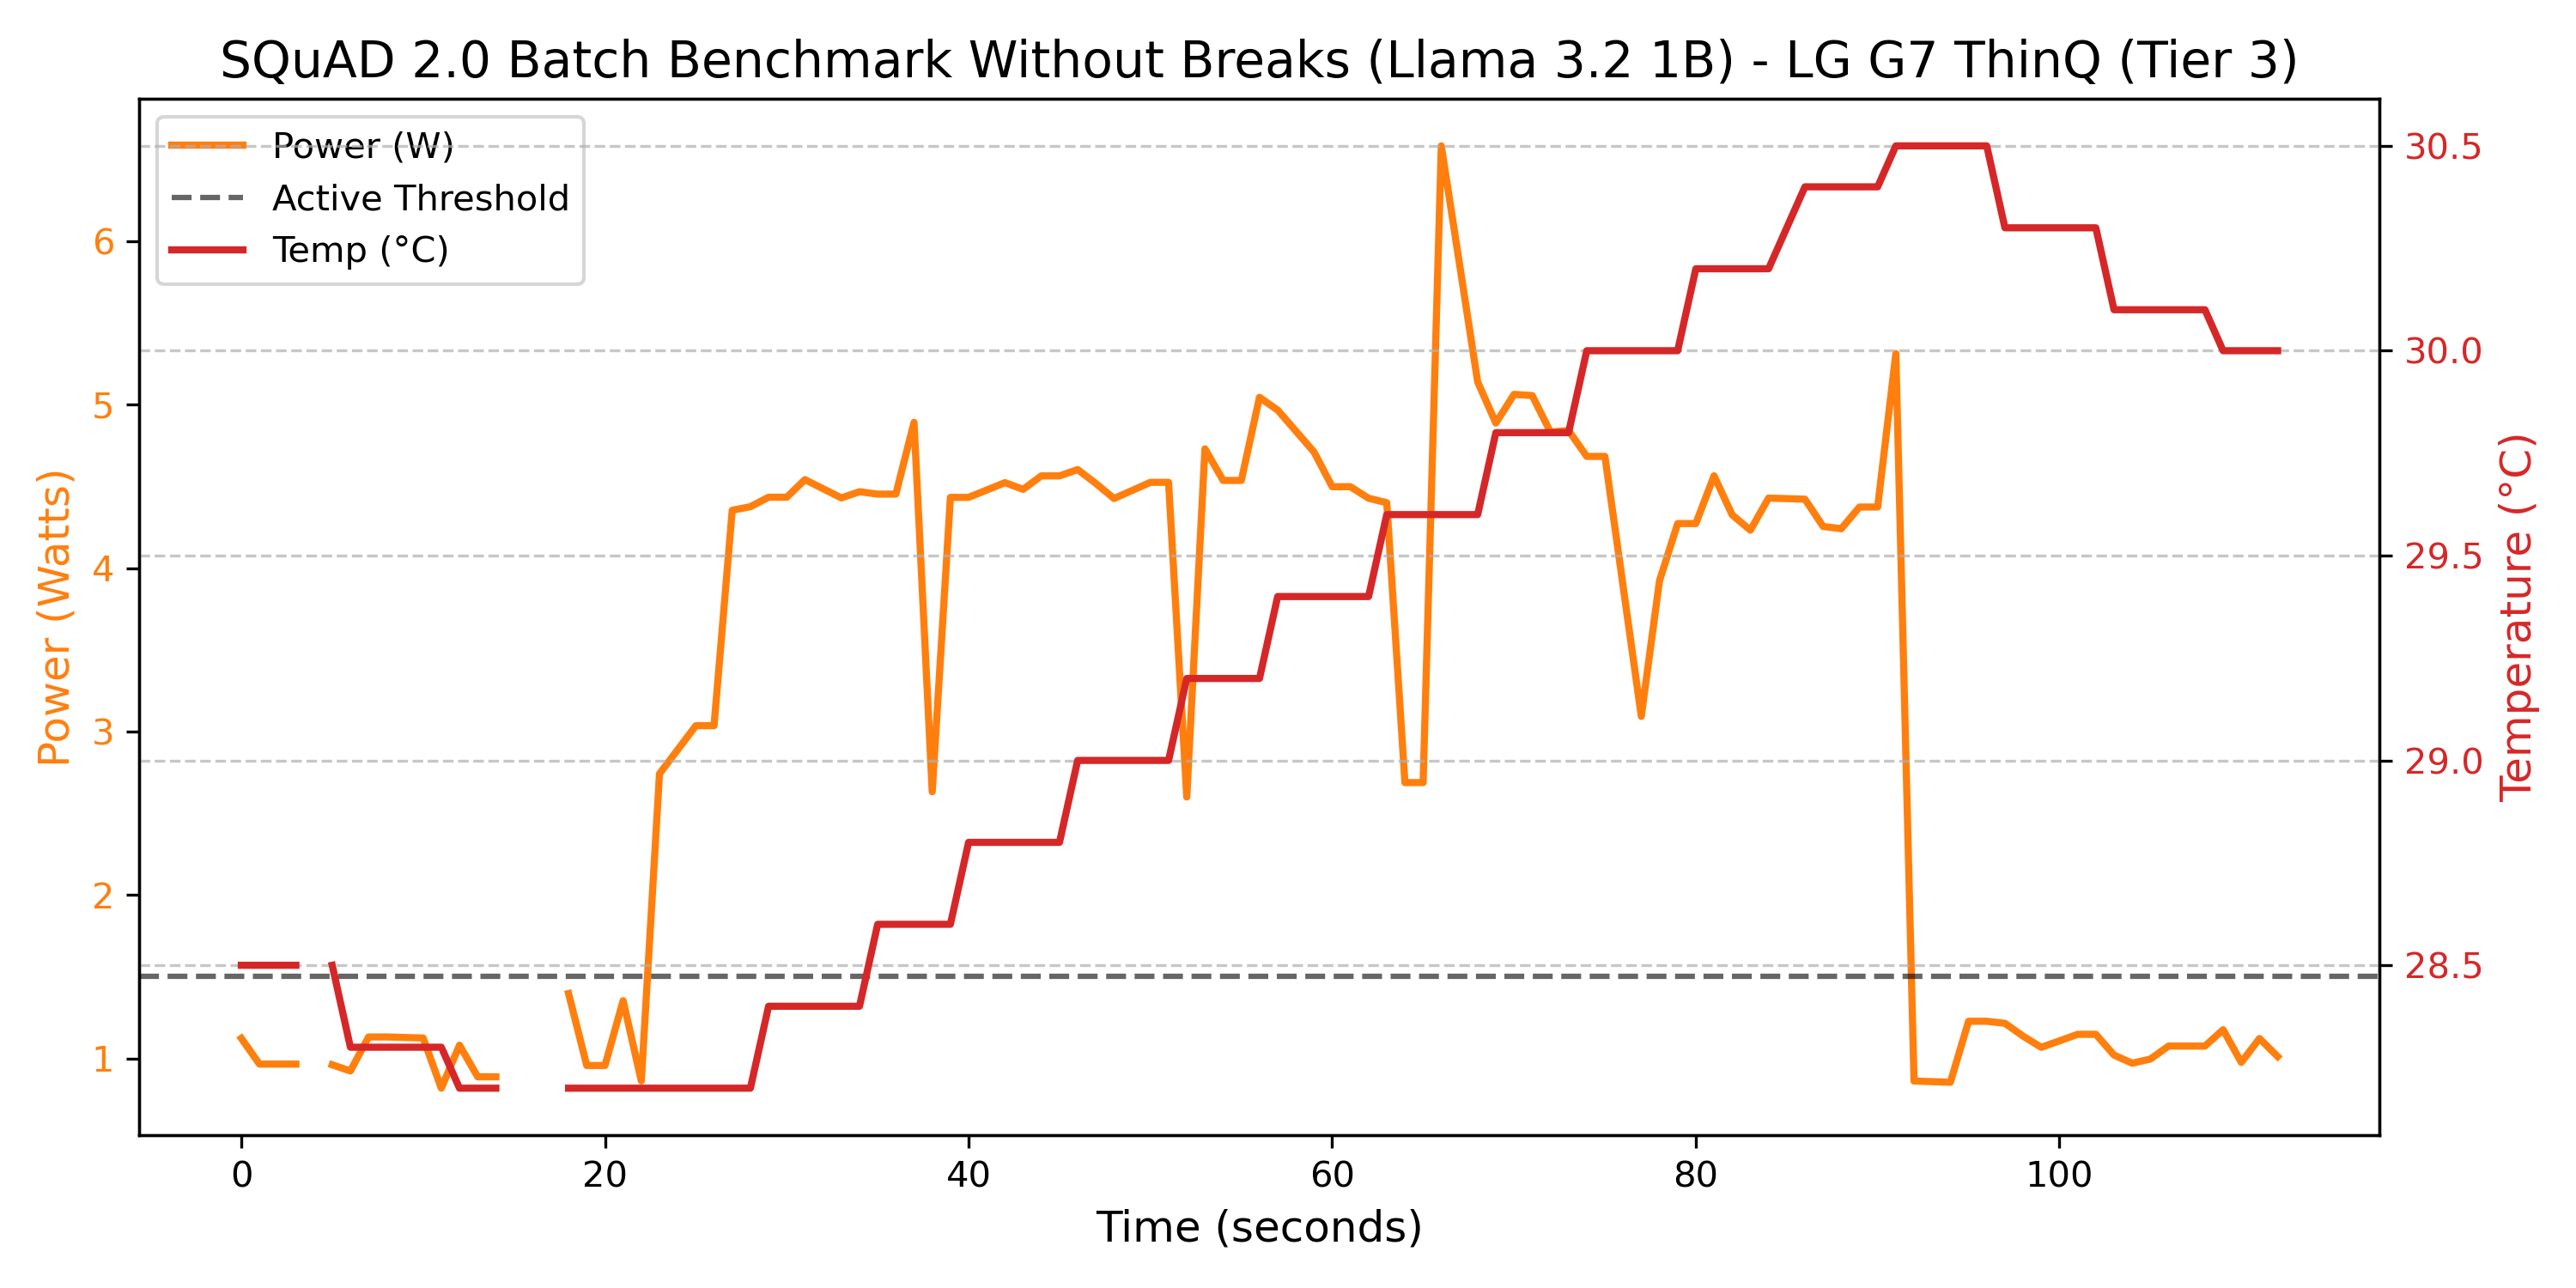 SQuAD 2.0 Batch Benchmark Without Breaks (Llama 3.2 1B) - LG G7 ThinQ (Tier 3)
Power (W)
Active Threshold
Temp (°C)
6
5
4
3
2
1
Power (Watts)
30.5
30.0
29.5
29.0
28.5
Temperature (°C)
0 20 40 60 80 100
Time (seconds)